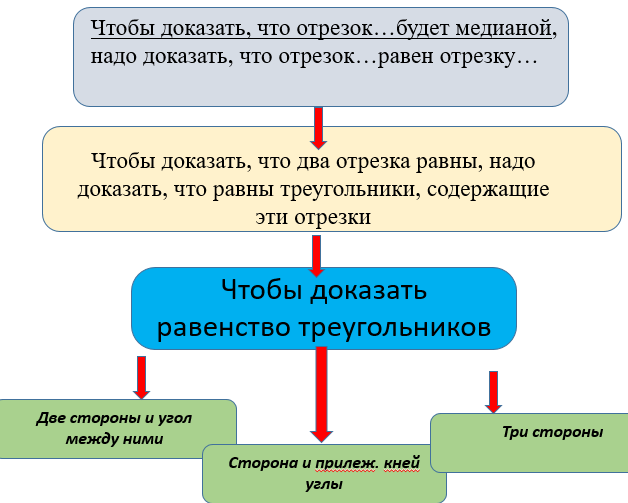 Чтобы доказать, что отрезок…будет медианой,
надо доказать, что отрезок…равен отрезку…
Чтобы доказать, что два отрезка равны, надо
доказать, что равны треугольники, содержащие
эти отрезки
Чтобы доказать
равенство треугольников
Две стороны и угол
между ними
Сторона и прилеж. кней
углы
Три стороны